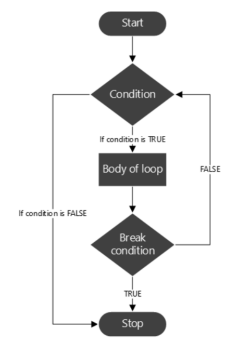 Start
Condition
If condition is TRUE
Body of loop
FALSE
If condition is FALSE
Break
condition
TRUE
Stop